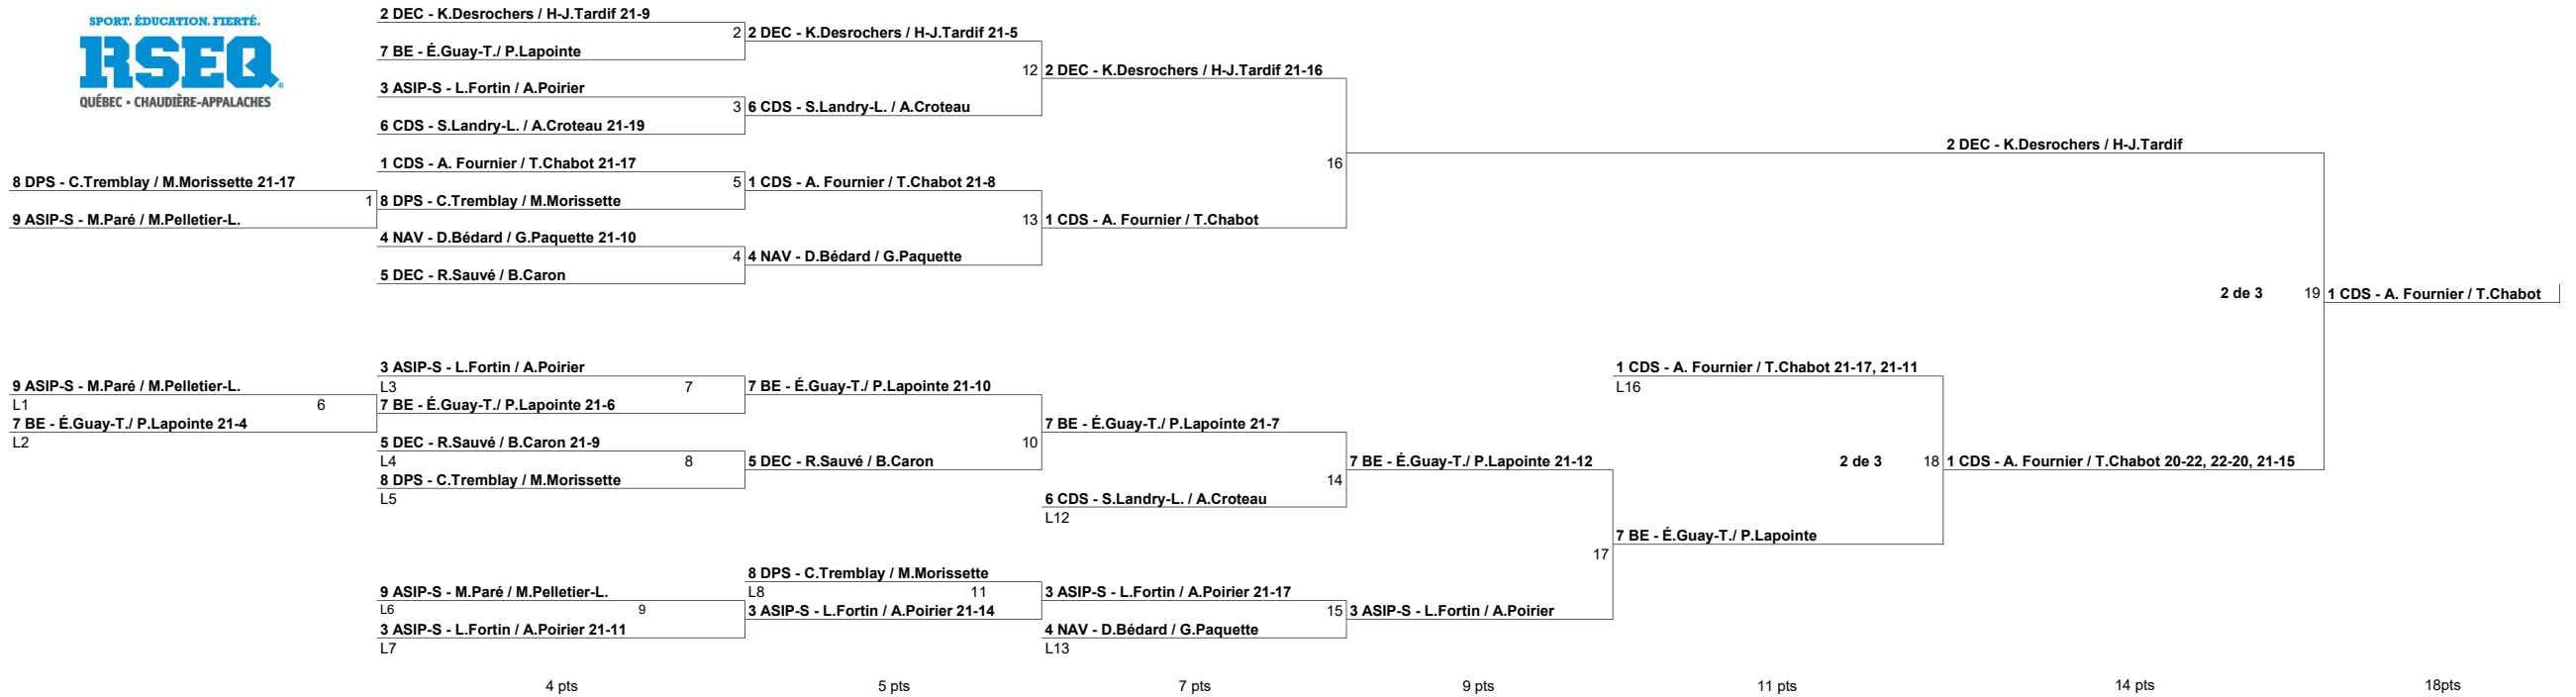 SPORT. ÉDUCATION. FIERTÉ.
RSEQ
QUÉBEC • CHAUDIÈRE-APPALACHES
2 DEC - K.Desrochers / H-J.Tardif 21-9
2
7 BE - É.Guay-T./ P.Lapointe
3 ASIP-S - L.Fortin / A.Poirier
3
6 CDS - S.Landry-L. / A.Croteau 21-19
1 CDS - A. Fournier / T.Chabot 21-17
5
8 DPS - C.Tremblay / M.Morissette
4 NAV - D.Bédard / G.Paquette 21-10
4
5 DEC - R.Sauvé / B.Caron
8 DPS - C.Tremblay / M.Morissette 21-17
1
9 ASIP-S - M.Paré / M.Pelletier-L.
2 DEC - K.Desrochers / H-J.Tardif 21-5
12
6 CDS - S.Landry-L. / A.Croteau
1 CDS - A. Fournier / T.Chabot 21-8
13
4 NAV - D.Bédard / G.Paquette
2 DEC - K.Desrochers / H-J.Tardif 21-16
16
1 CDS - A. Fournier / T.Chabot
2 DEC - K.Desrochers / H-J.Tardif
2 de 3
19
1 CDS - A. Fournier / T.Chabot
9 ASIP-S - M.Paré / M.Pelletier-L.
L1
6
7 BE - É.Guay-T./ P.Lapointe 21-4
L2
3 ASIP-S - L.Fortin / A.Poirier
L3
7
7 BE - É.Guay-T./ P.Lapointe 21-6
5 DEC - R.Sauvé / B.Caron 21-9
L4
8
8 DPS - C.Tremblay / M.Morissette
L5
7 BE - É.Guay-T./ P.Lapointe 21-10
10
5 DEC - R.Sauvé / B.Caron
7 BE - É.Guay-T./ P.Lapointe 21-7
14
6 CDS - S.Landry-L. / A.Croteau
L12
7 BE - É.Guay-T./ P.Lapointe 21-12
17
1 CDS - A. Fournier / T.Chabot 21-17, 21-11
L16
2 de 3
18
1 CDS - A. Fournier / T.Chabot 20-22, 22-20, 21-15
7 BE - É.Guay-T./ P.Lapointe
9 ASIP-S - M.Paré / M.Pelletier-L.
L6
9
3 ASIP-S - L.Fortin / A.Poirier 21-11
L7
8 DPS - C.Tremblay / M.Morissette
L8
11
3 ASIP-S - L.Fortin / A.Poirier 21-14
3 ASIP-S - L.Fortin / A.Poirier 21-17
15
4 NAV - D.Bédard / G.Paquette
L13
3 ASIP-S - L.Fortin / A.Poirier
4 pts
5 pts
7 pts
9 pts
11 pts
14 pts
18pts